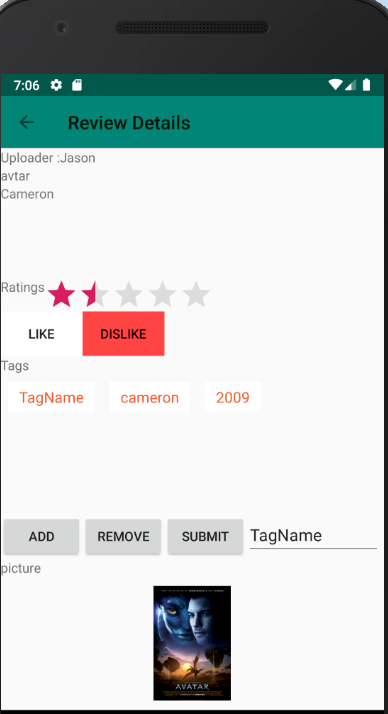 7:06
Review Details
Uploader :Jason
avtar
Cameron
Ratings
LIKE DISLIKE
Tags
TagName cameron 2009
ADD REMOVE SUBMIT TagName
picture
AVATAR